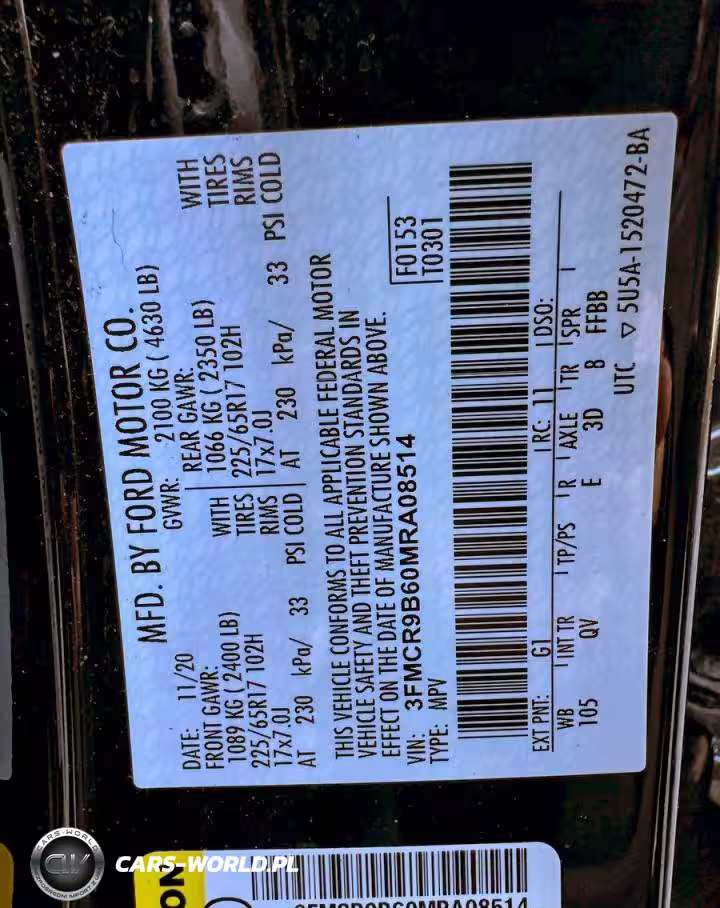 MFD. BY FORD MOTOR CO.
DATE: 11/20 GVWR: 2100 KG ( 4630 LB)
FRONT GAWR: REAR GAWR:
1089 KG ( 2400 LB) WITH 1066 KG ( 2350 LB) WITH
225/65R17 102H TIRES 225/65R17 102H TIRES
17x7.0J RIMS 17x7.0J RIMS
AT 230 kPa/ 33 PSI COLD AT 230 kPa/ 33 PSI COLD
THIS VEHICLE CONFORMS TO ALL APPLICABLE FEDERAL MOTOR
VEHICLE SAFETY AND THEFT PREVENTION STANDARDS IN
EFFECT ON THE DATE OF MANUFACTURE SHOWN ABOVE.
VIN: 3FMCR9B60MRA08514 F0153
TYPE: MPV T0301
EXT PNT: G1 RC: 11 DSO:
WB INT TR TP/PS R AXLE TR SPR
105 QV E 3D 8 FFBB
UTC ▽ 5U5A-1520472-BA
CARS-WORLD
CARS-WORLD.PL
ON
3FMCR9B60MRA08514